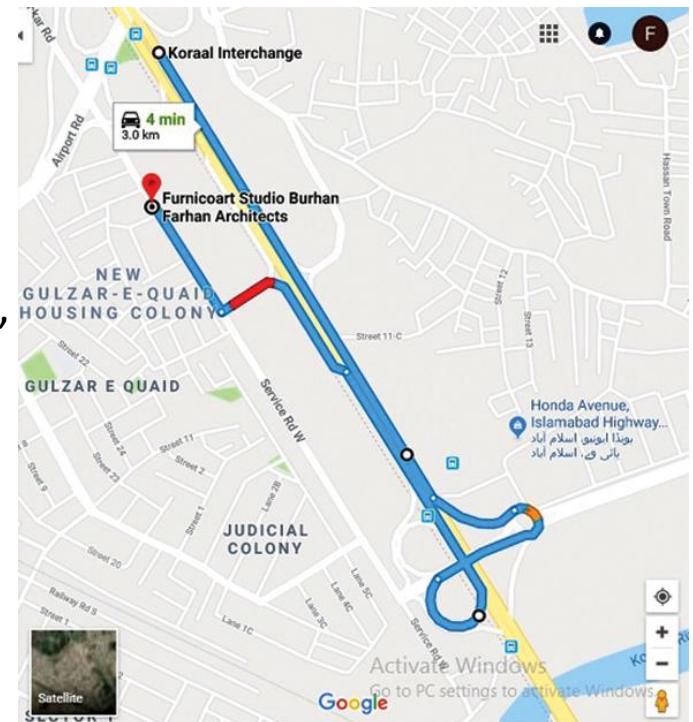 Koraal Interchange
F
4 min
3.0 km
Airport Rd
Furnicoart Studio Burhan
Farhan Architects
Hassan Town Road
NEW
GULZAR-E-QUAID
HOUSING COLONY
,
Street 12
Street 13
Street 11-C
Street 22
GULZAR E QUAID
Service Rd W
Honda Avenue,
Islamabad Highway...
ہونڈا ایونیو، اسلام آباد
ہائی وے، اسلام آباد
Street 24
Street 11
Street 2
Street 23
Street 9
Lane 2B
Street 1
JUDICIAL
COLONY
Street 20
Lane 5C
Lane 4C
Lane 3C
Railway Rd S
Street 1
Lane 1C
Service Rd W
Activate Windows
Go to PC settings to activate Windows.
Satellite
Google